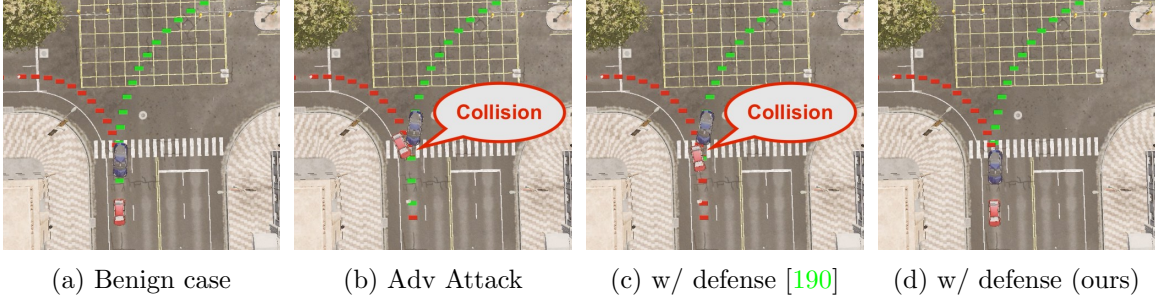 Collision
Collision
(a) Benign case
(b) Adv Attack
(c) w/ defense [190]
(d) w/ defense (ours)